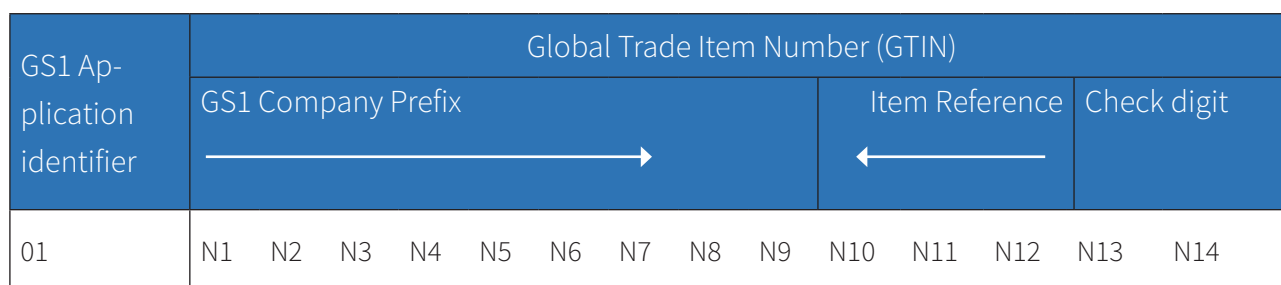 GS1 Ap-
plication
identifier
Global Trade Item Number (GTIN)
GS1 Company Prefix
Item Reference
Check digit
01 N1 N2 N3 N4 N5 N6 N7 N8 N9 N10 N11 N12 N13 N14